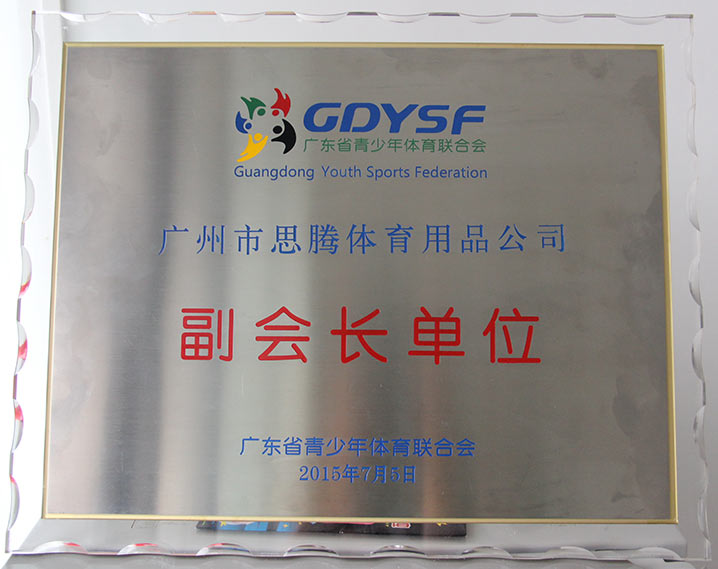 GDYSF
广东省青少年体育联合会
Guangdong Youth Sports Federation
广州市思腾体育用品公司
副会长单位
广东省青少年体育联合会
2015年7月5日